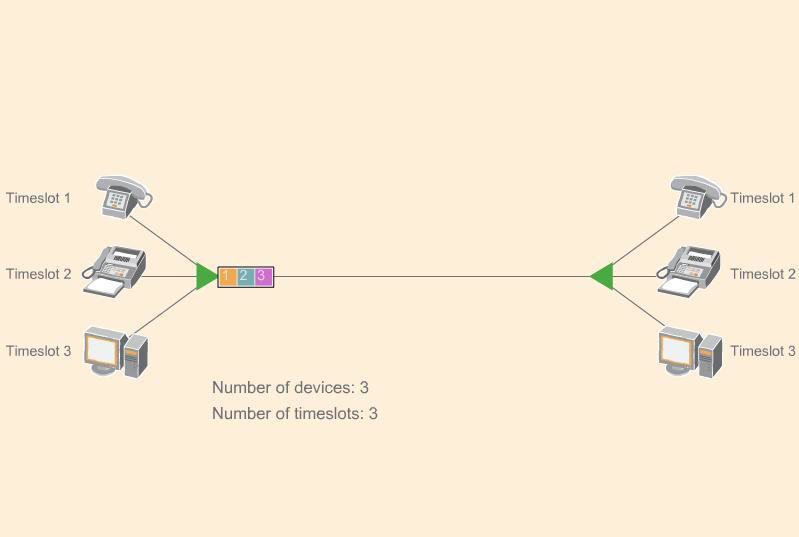 Timeslot 1
Timeslot 1
Timeslot 2
1 2 3
Timeslot 2
Timeslot 3
Timeslot 3
Number of devices: 3
Number of timeslots: 3